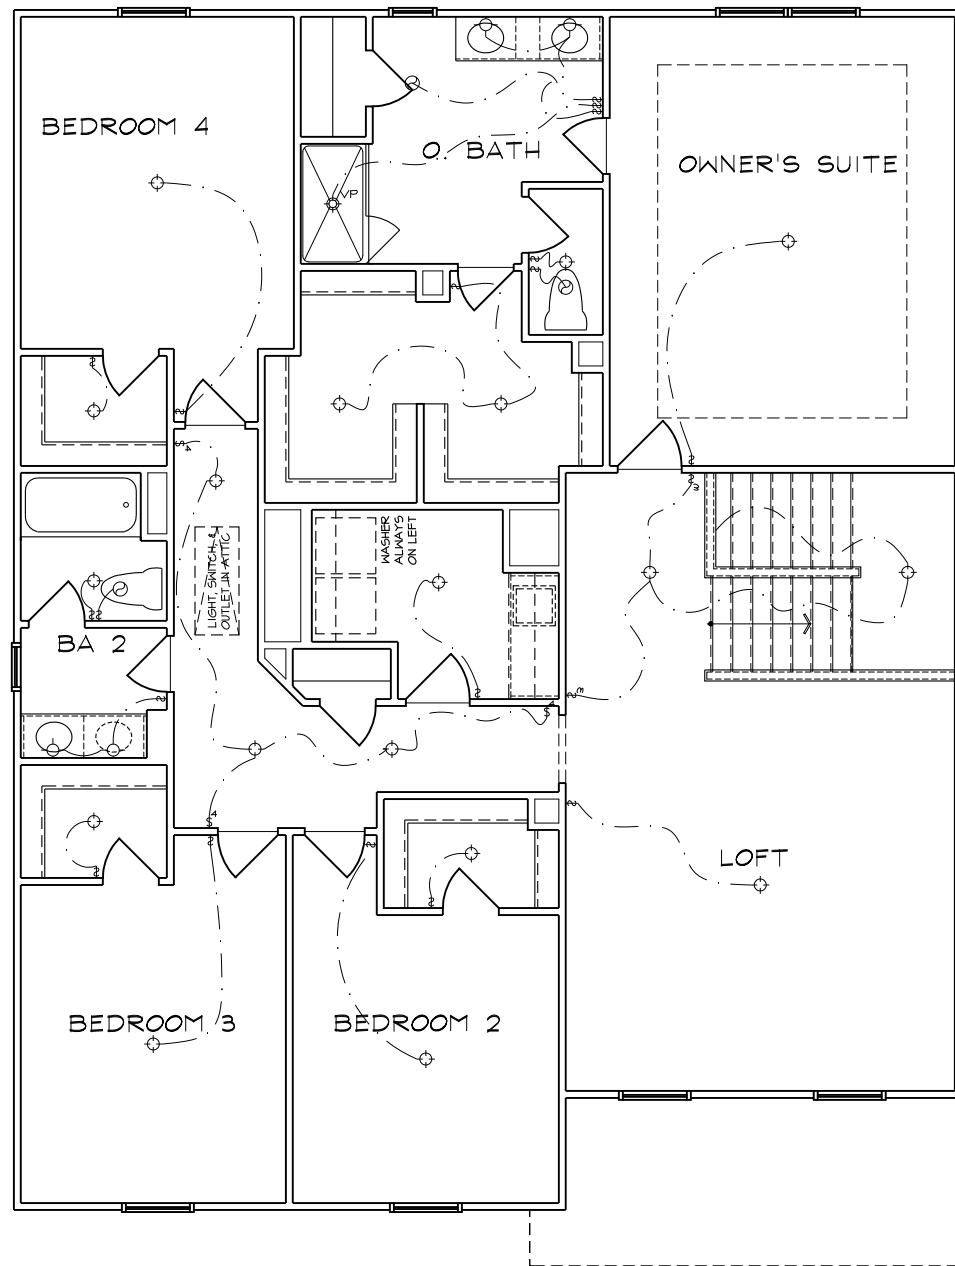 BEDROOM 4
O. BATH
OWNER'S SUITE
VP
WASHER
ALWAYS
ON LEFT
LIGHT, SWITCH &
OUTLET IN ATTIC
BA 2
LOFT
BEDROOM 3
BEDROOM 2